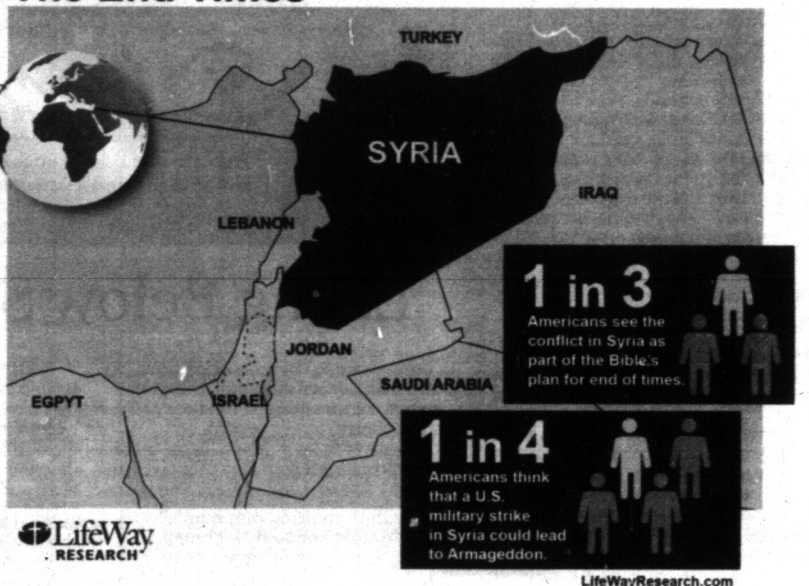 The End Times
TURKEY
SYRIA
IRAQ
LEBANON
JORDAN
SAUDI ARABIA
EGPYT
ISRAEL
1 in 3
Americans see the
conflict in Syria as
part of the Bible's
plan for end of times.
1 in 4
Americans think
that a U.S.
military strike
in Syria could lead
to Armageddon.
LifeWay
RESEARCH
LifeWayResearch.com